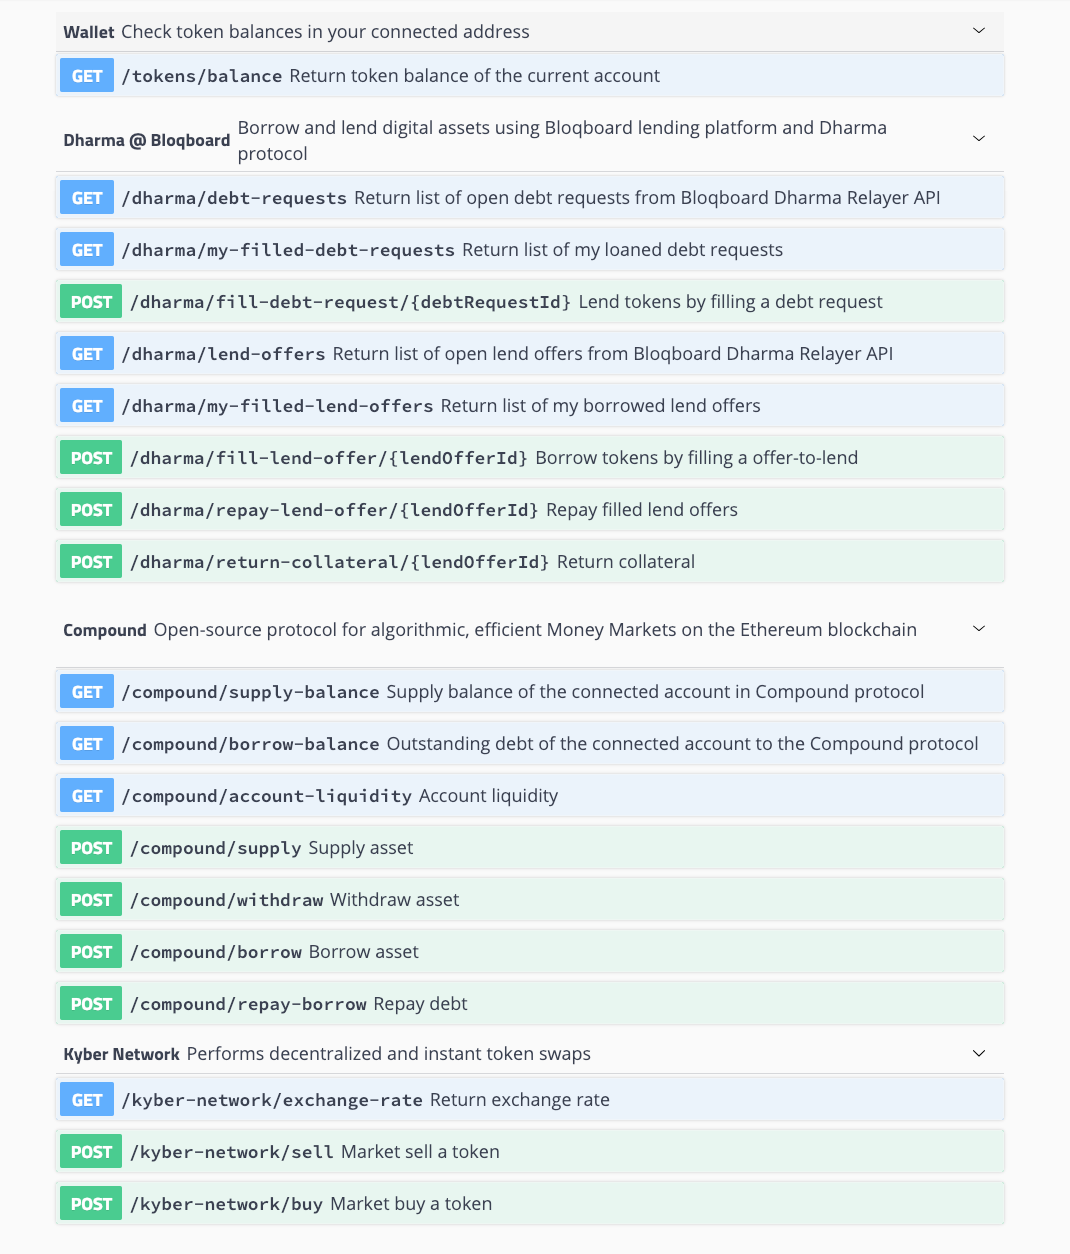 Wallet Check token balances in your connected address
GET /tokens/balance Return token balance of the current account
Dharma @ Bloqboard Borrow and lend digital assets using Bloqboard lending platform and Dharma
protocol
GET /dharma/debt-requests Return list of open debt requests from Bloqboard Dharma Relayer API
GET /dharma/my-filled-debt-requests Return list of my loaned debt requests
POST /dharma/fill-debt-request/{debtRequestId} Lend tokens by filling a debt request
GET /dharma/lend-offers Return list of open lend offers from Bloqboard Dharma Relayer API
GET /dharma/my-filled-lend-offers Return list of my borrowed lend offers
POST /dharma/fill-lend-offer/{lendOfferId} Borrow tokens by filling a offer-to-lend
POST /dharma/repay-lend-offer/{lendOfferId} Repay filled lend offers
POST /dharma/return-collateral/{lendOfferId} Return collateral
Compound Open-source protocol for algorithmic, efficient Money Markets on the Ethereum blockchain
GET /compound/supply-balance Supply balance of the connected account in Compound protocol
GET /compound/borrow-balance Outstanding debt of the connected account to the Compound protocol
GET /compound/account-liquidity Account liquidity
POST /compound/supply Supply asset
POST /compound/withdraw Withdraw asset
POST /compound/borrow Borrow asset
POST /compound/repay-borrow Repay debt
Kyber Network Performs decentralized and instant token swaps
GET /kyber-network/exchange-rate Return exchange rate
POST /kyber-network/sell Market sell a token
POST /kyber-network/buy Market buy a token